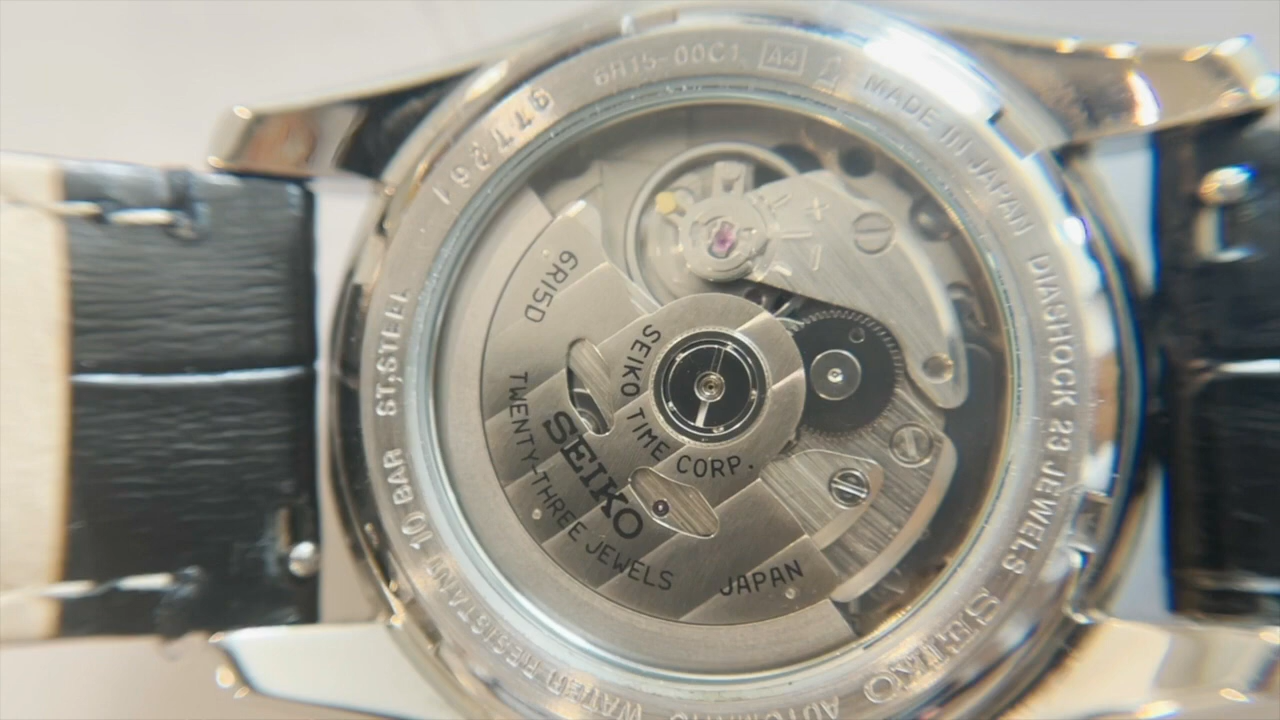 6R15-00C1 A4
MADE IN JAPAN
DIASHOCK 23 JEWELS
SEIKO
AUTOMATIC WATER RESISTANT 10 BAR
ST.STEEL
977261
6R15D
SEIKO TIME CORP.
SEIKO
TWENTY-THREE JEWELS
JAPAN